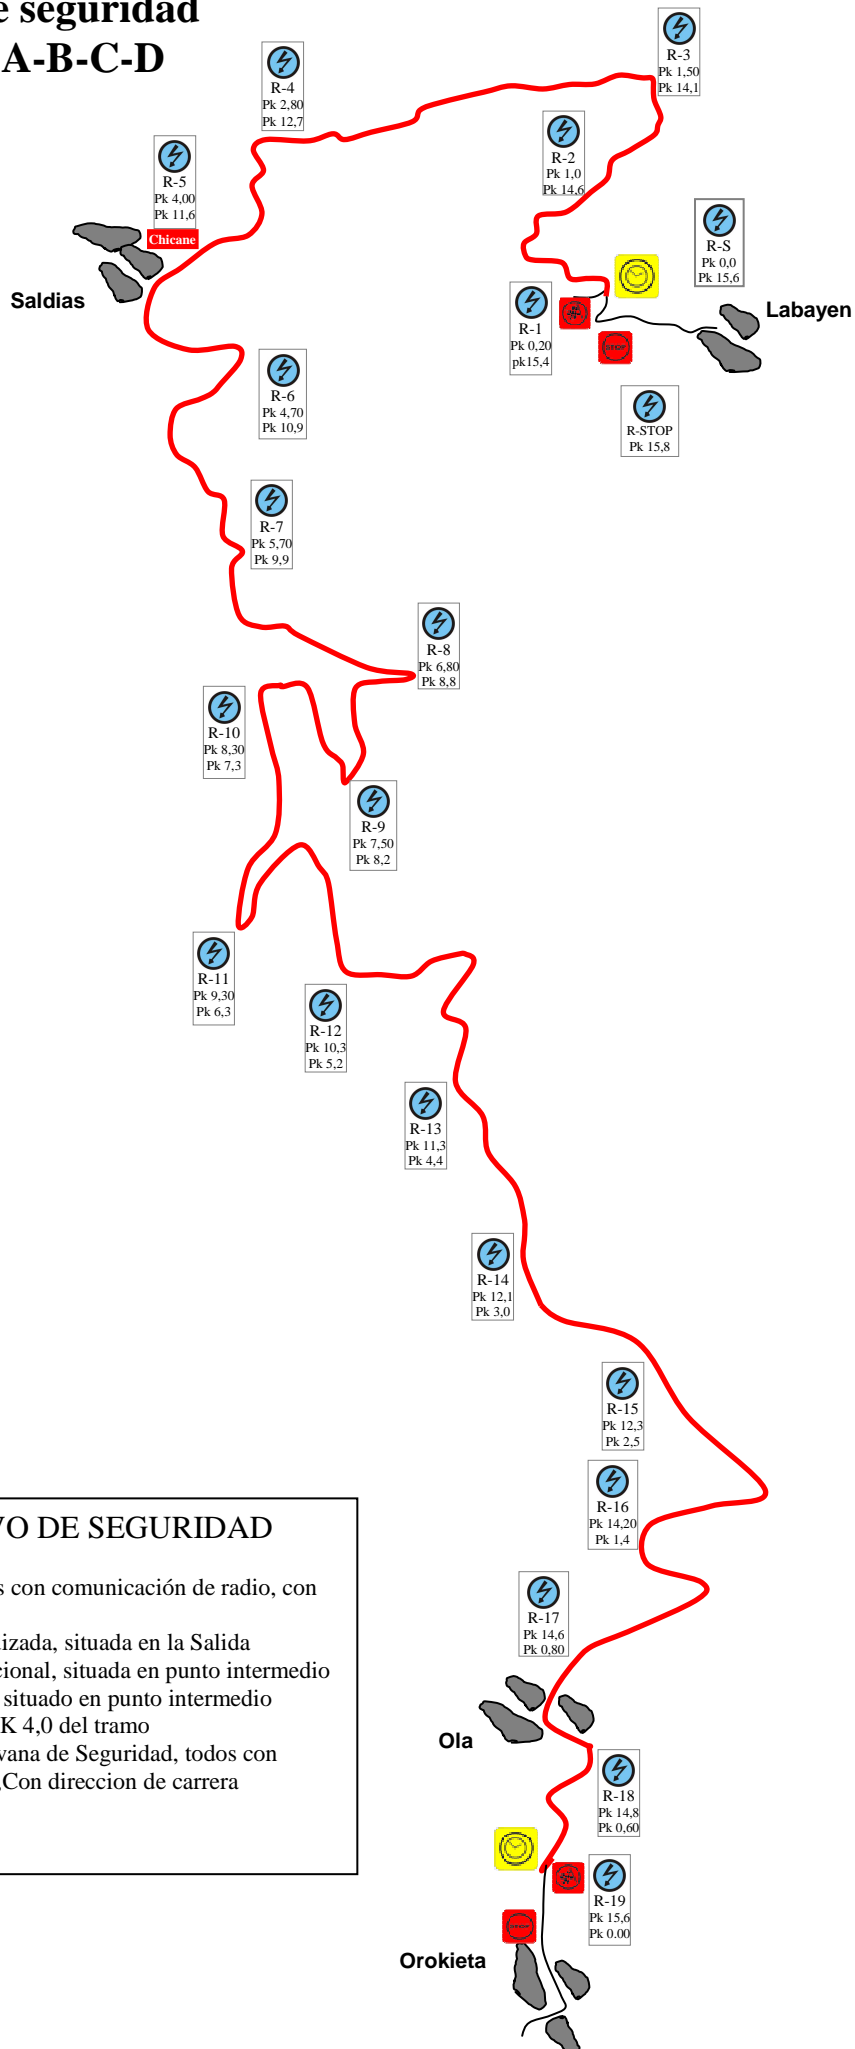 e seguridad
A-B-C-D
R-3
Pk 1,50
Pk 14,1
R-4
Pk 2,80
Pk 12,7
R-2
Pk 1,0
Pk 14,6
R-5
Pk 4,00
Pk 11,6
Chicane
Saldias
R-S
Pk 0,0
Pk 15,6
Labayen
R-1
Pk 0,20
pk15,4
R-STOP
Pk 15,8
R-6
Pk 4,70
Pk 10,9
R-7
Pk 5,70
Pk 9,9
R-8
Pk 6,80
Pk 8,8
R-10
Pk 8,30
Pk 7,3
R-9
Pk 7,50
Pk 8,2
R-11
Pk 9,30
Pk 6,3
R-12
Pk 10,3
Pk 5,2
R-13
Pk 11,3
Pk 4,4
R-14
Pk 12,1
Pk 3,0
R-15
Pk 12,3
Pk 2,5
R-16
Pk 14,20
Pk 1,4
VO DE SEGURIDAD
s con comunicación de radio, con
izada, situada en la Salida
cional, situada en punto intermedio
situado en punto intermedio
K 4,0 del tramo
vana de Seguridad, todos con
,Con direccion de carrera
R-17
Pk 14,6
Pk 0,80
Ola
R-18
Pk 14,8
Pk 0,60
R-19
Pk 15,6
Pk 0.00
Orokieta